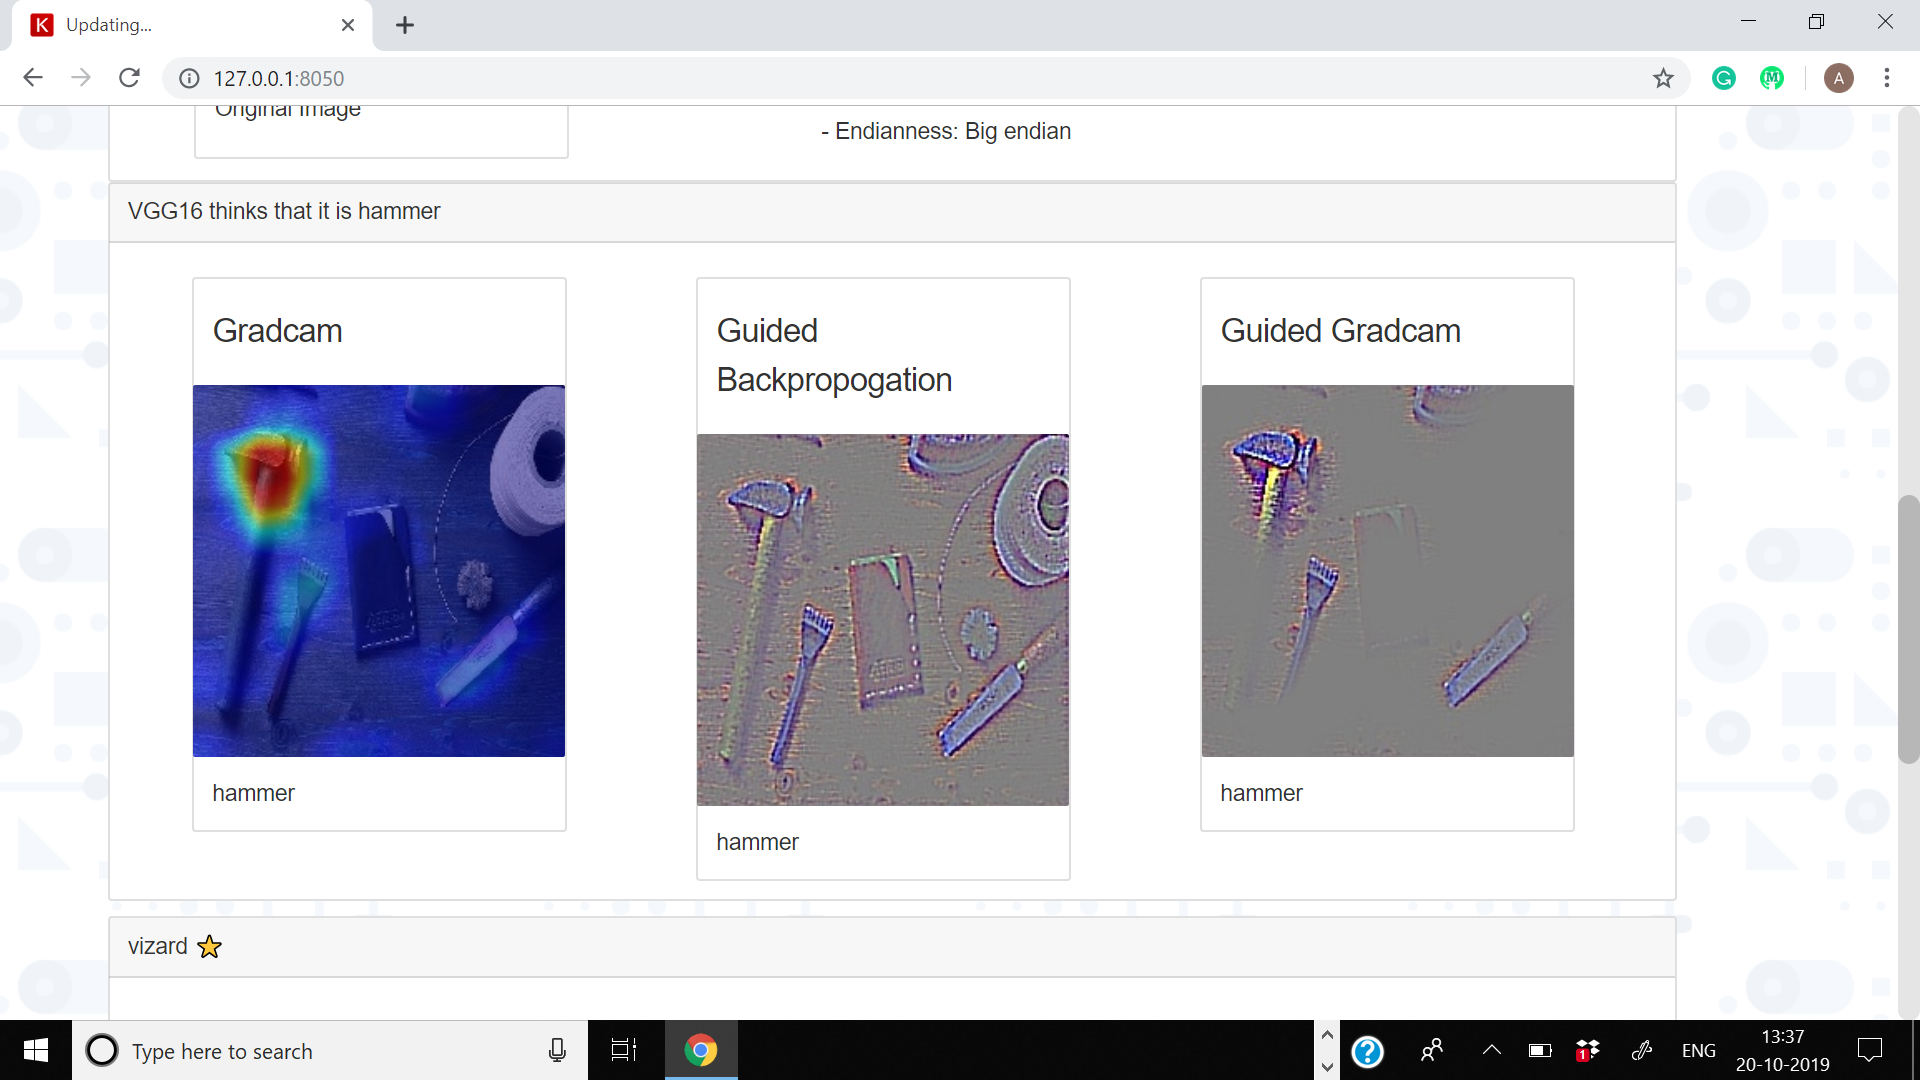 Updating...
127.0.0.1:8050
A
Original Image
- Endianness: Big endian
VGG16 thinks that it is hammer
Gradcam
hammer
Guided
Backpropogation
hammer
Guided Gradcam
hammer
vizard ⭐
Type here to search
1
ENG
13:37
20-10-2019